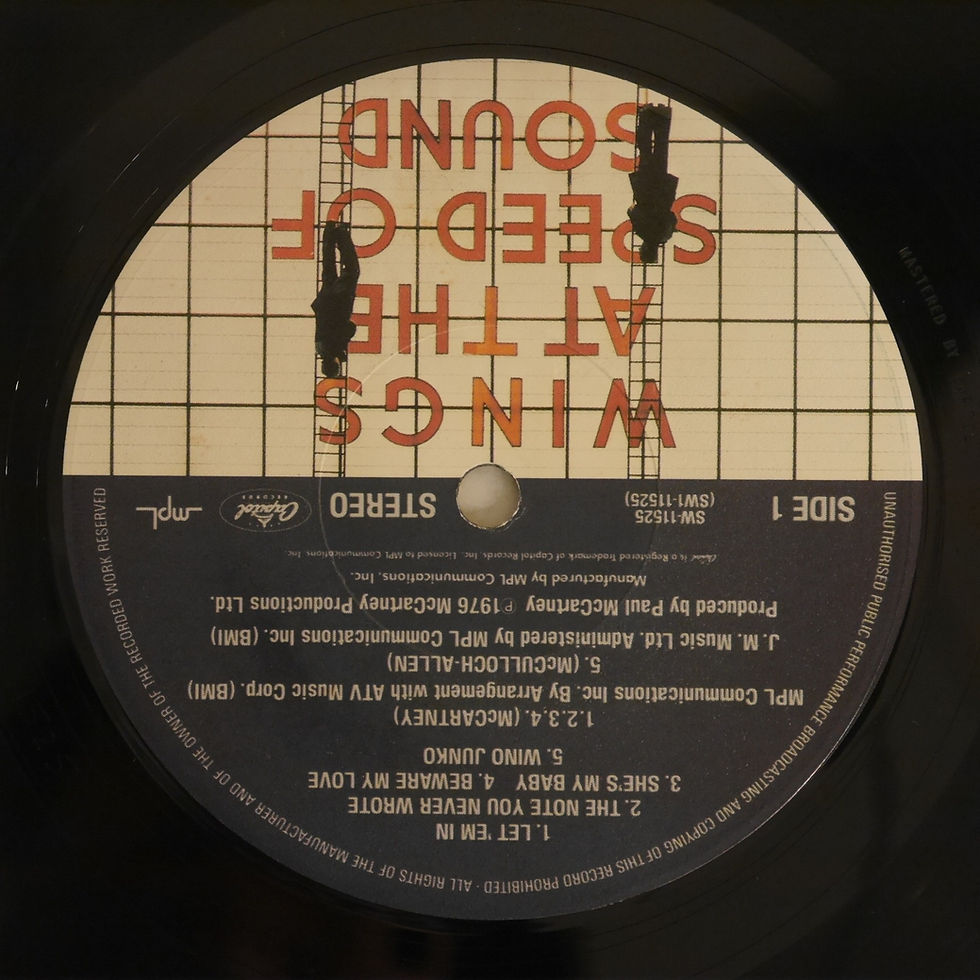 UNAUTHORISED PUBLIC PERFORMANCE BROADCASTING AND COPYING OF THIS RECORD PROHIBITED · ALL RIGHTS OF THE MANUFACTURER AND OF THE OWNER OF THE RECORDED WORK RESERVED
1. LET 'EM IN
2. THE NOTE YOU NEVER WROTE
3. SHE'S MY BABY 4. BEWARE MY LOVE
5. WINO JUNKO
1.2.3.4. (McCARTNEY)
MPL Communications Inc. By Arrangement with ATV Music Corp. (BMI)
5. (McCULLOCH-ALLEN)
J. M. Music Ltd. Administered by MPL Communications Inc. (BMI)
Produced by Paul McCartney ℗1976 McCartney Productions Ltd.
Manufactured by MPL Communications, Inc.
Capitol is a Registered Trademark of Capitol Records, Inc. Licensed to MPL Communications, Inc.
SIDE 1
SW-11525
(SW1-11525)
STEREO
Capitol
RECORDS
mpl
WINGS
AT THE
SPEED OF
SOUND
MASTERED BY